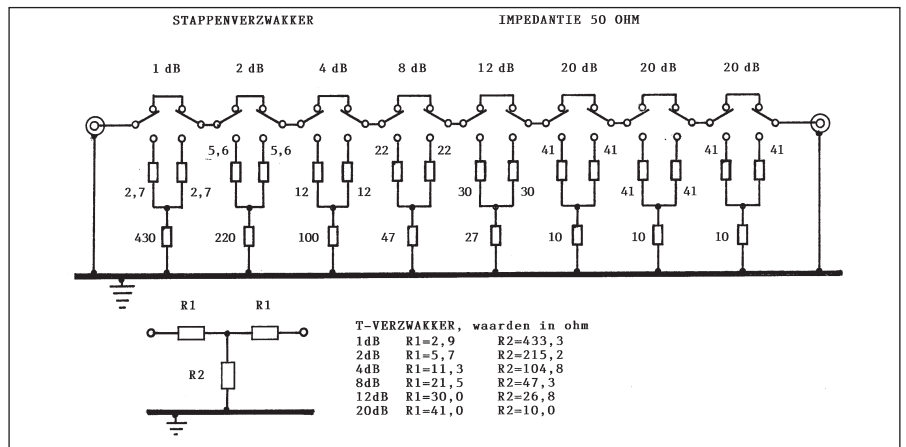 STAPPENVERZWAKKER IMPEDANTIE 50 OHM
1 dB 2 dB 4 dB 8 dB 12 dB 20 dB 20 dB 20 dB
5,6 5,6 22 22 41 41 41 41
2,7 2,7 12 12 30 30 41 41
430 220 100 47 27 10 10 10
R1 R1
R2
T-VERZWAKKER, waarden in ohm
1dB R1=2,9 R2=433,3
2dB R1=5,7 R2=215,2
4dB R1=11,3 R2=104,8
8dB R1=21,5 R2=47,3
12dB R1=30,0 R2=26,8
20dB R1=41,0 R2=10,0